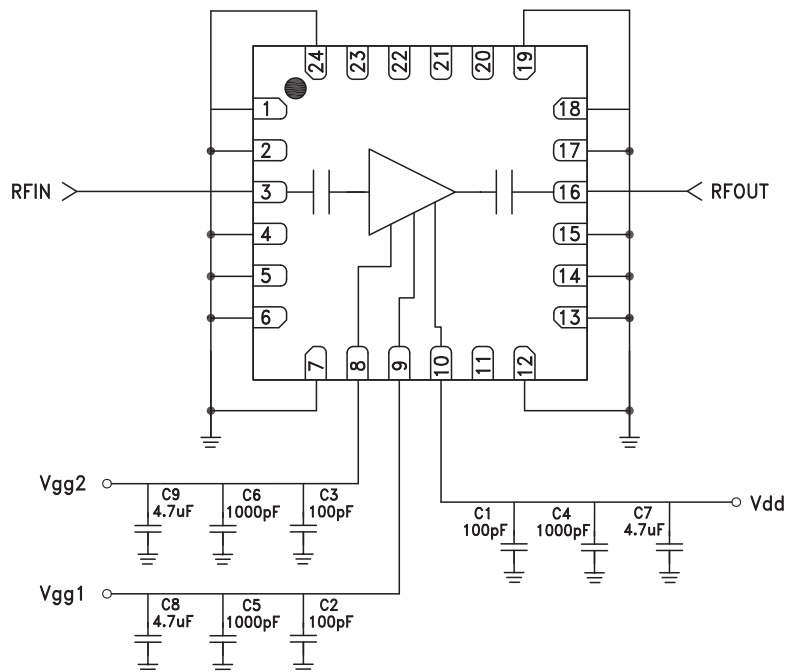 24 23 22 21 20 19
1 18
2 17
RFIN 3 16 RFOUT
4 15
5 14
6 13
7 8 9 10 11 12
Vgg2
C9
4.7uF
C6
1000pF
C3
100pF
C1
100pF
C4
1000pF
C7
4.7uF
Vdd
Vgg1
C8
4.7uF
C5
1000pF
C2
100pF